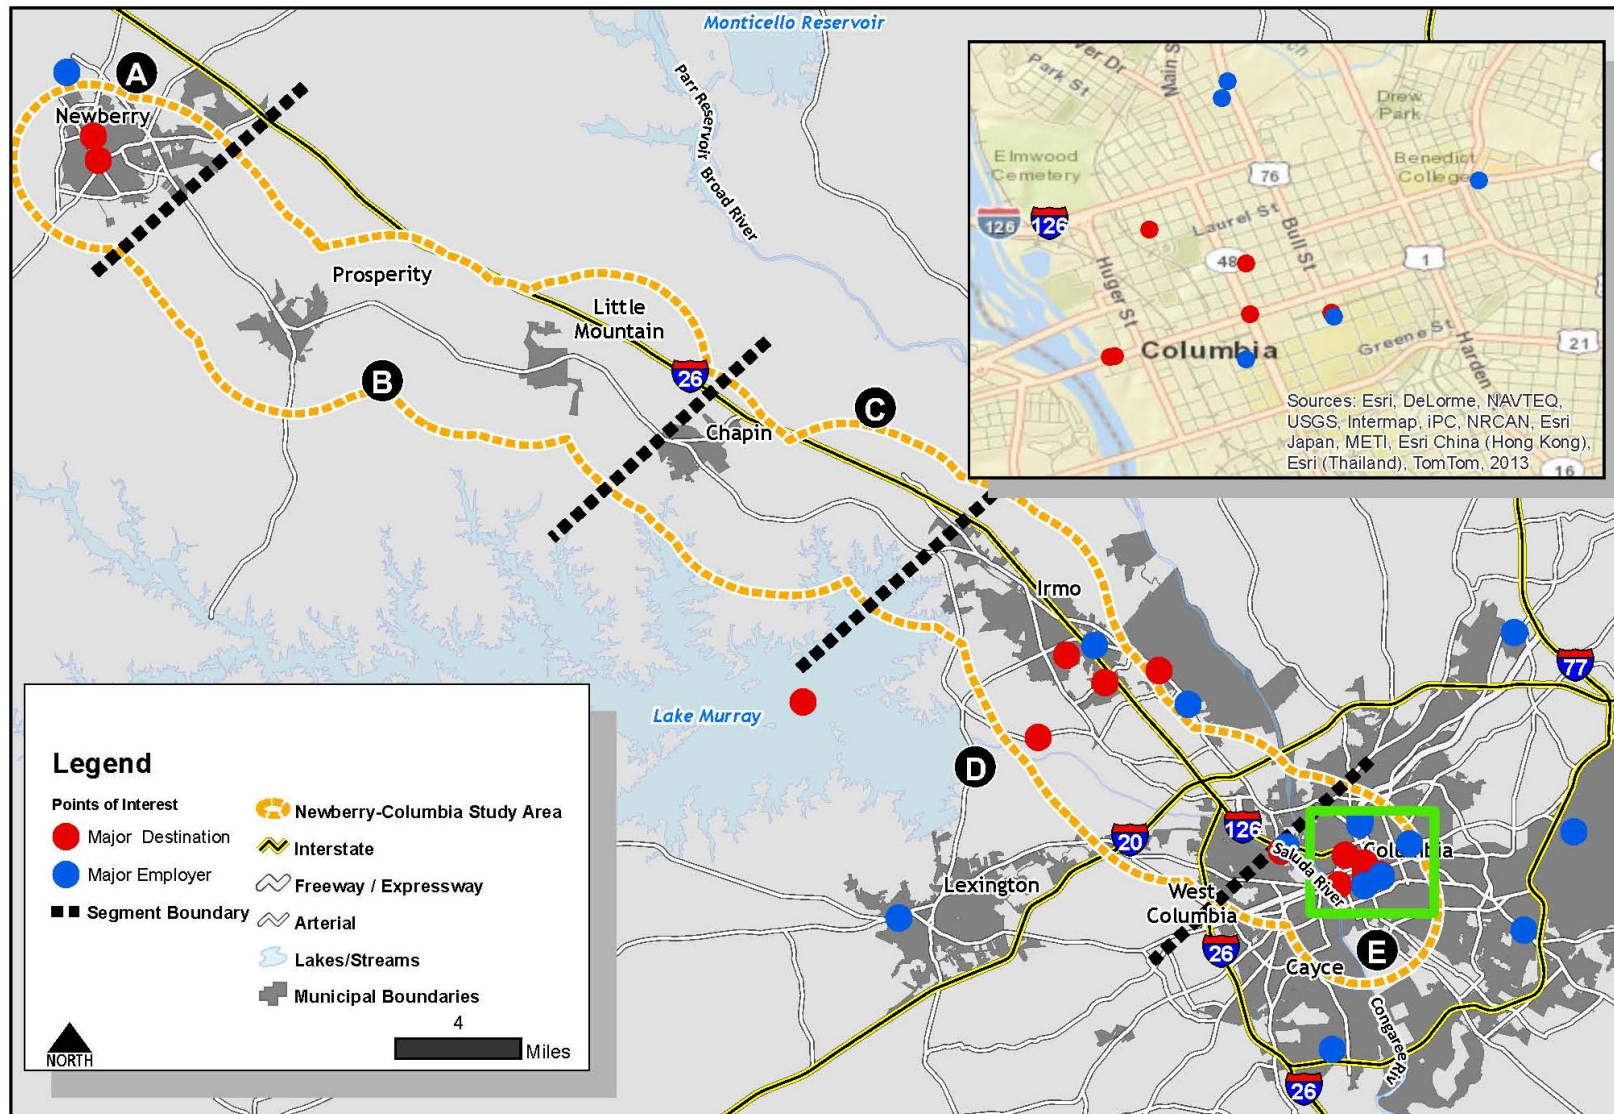 Monticello Reservoir
Parr Reservoir
Broad River
A
Newberry
Prosperity
Little
Mountain
26
B
C
Chapin
Irmo
77
Lake Murray
D
20
126
Columbia
Saluda River
Lexington
West
Columbia
26
E
Cayce
Congaree Riv
26
ver Dr
Park St
Main S
ch
Drew
Park
Elmwood
Cemetery
Benedict
College
76
126
126
Laurel St
Bull St
48
1
Huger St
Columbia
Greene St
Harden
21
Sources: Esri, DeLorme, NAVTEQ,
USGS, Intermap, iPC, NRCAN, Esri
Japan, METI, Esri China (Hong Kong),
Esri (Thailand), TomTom, 2013
16
Legend
Points of Interest
Major Destination
Major Employer
Segment Boundary
Newberry-Columbia Study Area
Interstate
Freeway / Expressway
Arterial
Lakes/Streams
Municipal Boundaries
NORTH
4
Miles